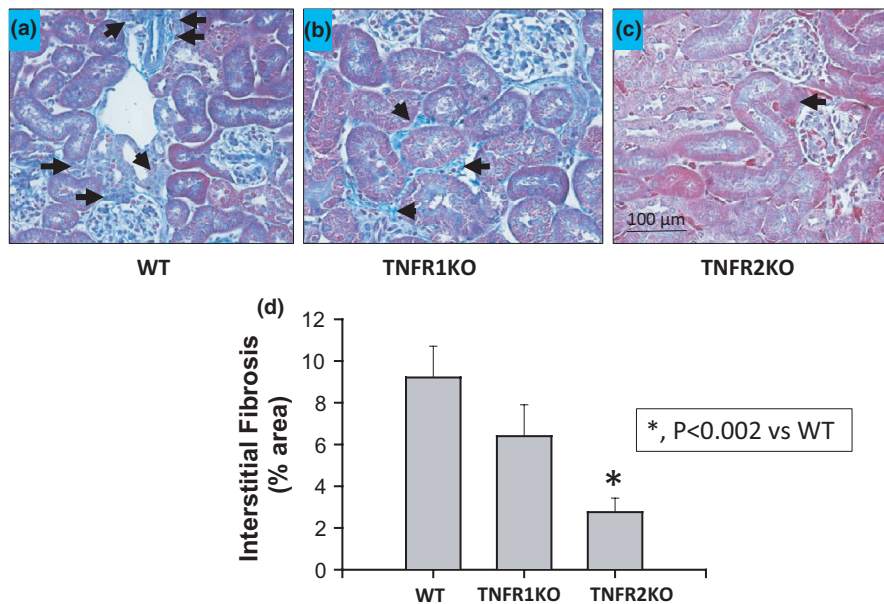 (a)
(b)
(c)
100 µm
WT
TNFR1KO
TNFR2KO
(d)
12
10
8
6
4
2
0
Interstitial Fibrosis
(% area)
*
*, P<0.002 vs WT
WT
TNFR1KO
TNFR2KO